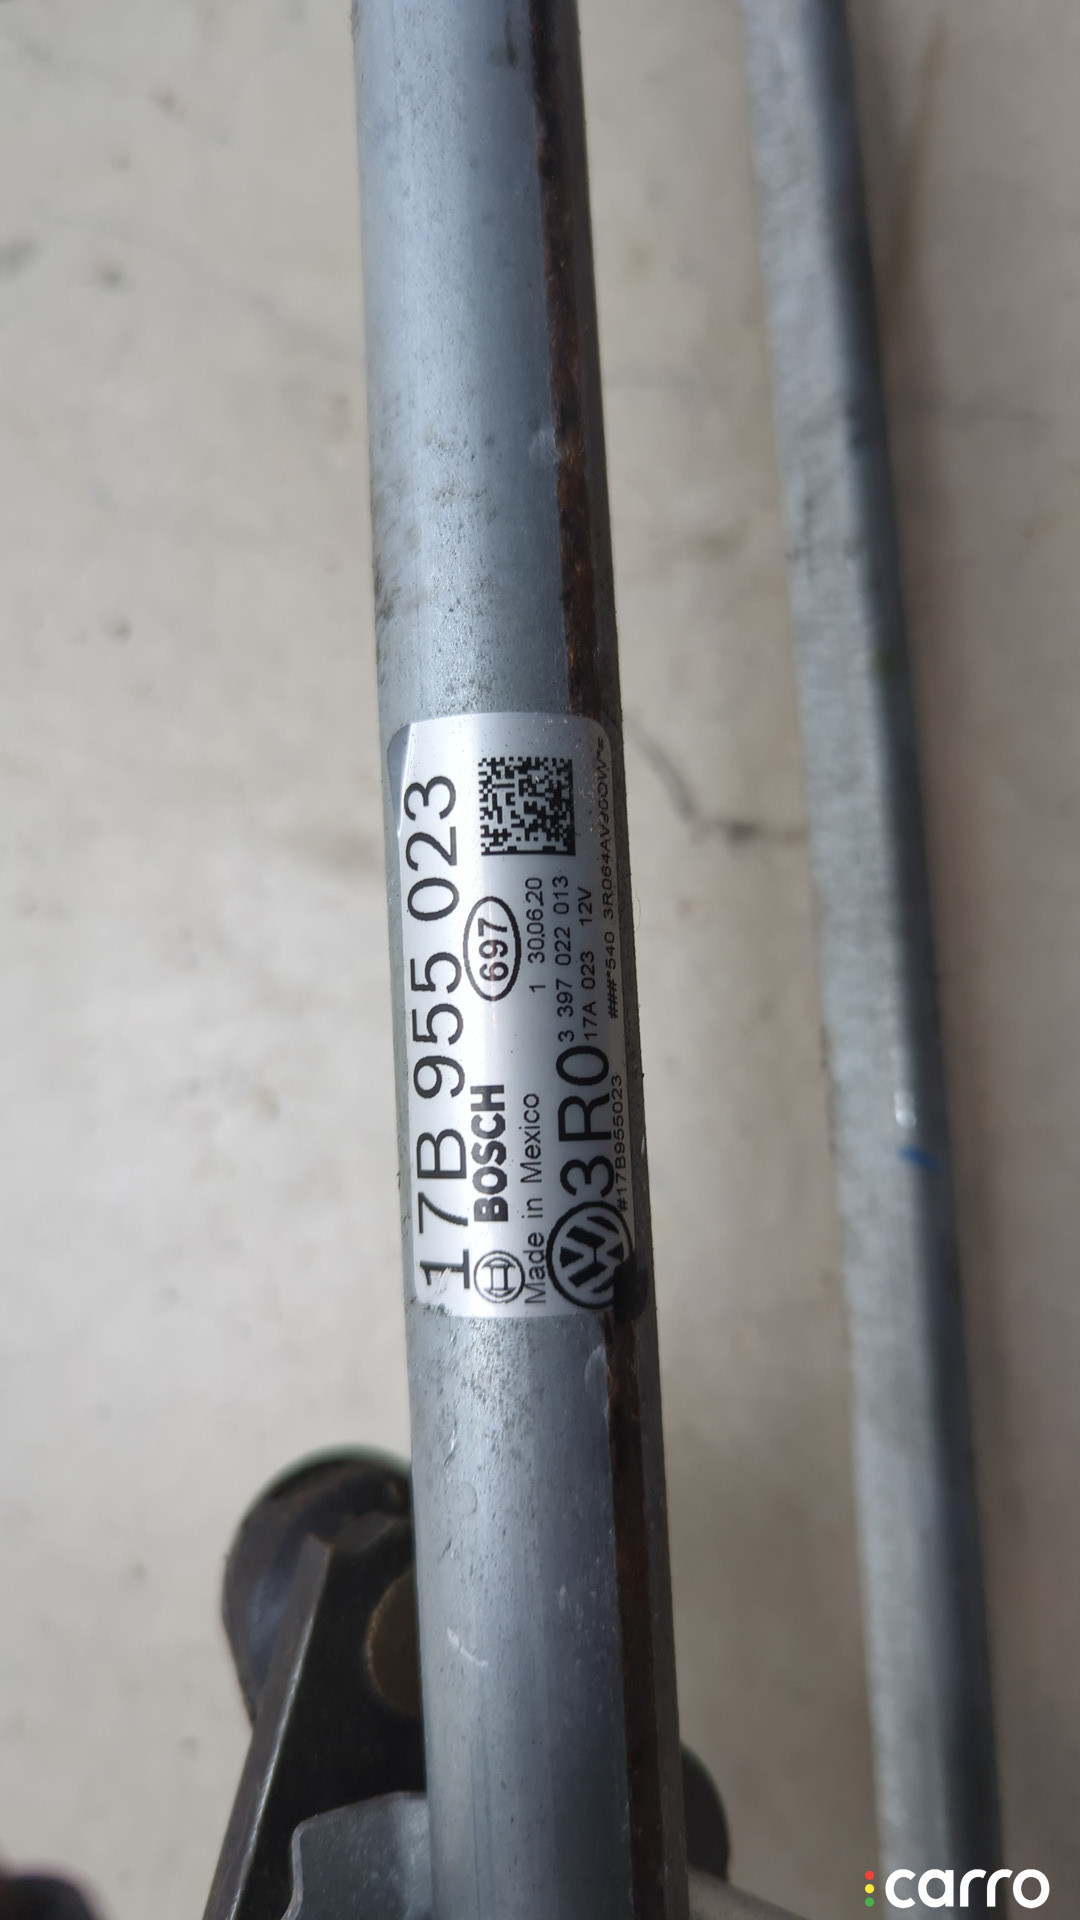 17B 955 023
BOSCH
697
Made in Mexico
1 30.06.20
3R0
3 397 022 013
17A 023 12V
#17B955023
###*540
carro